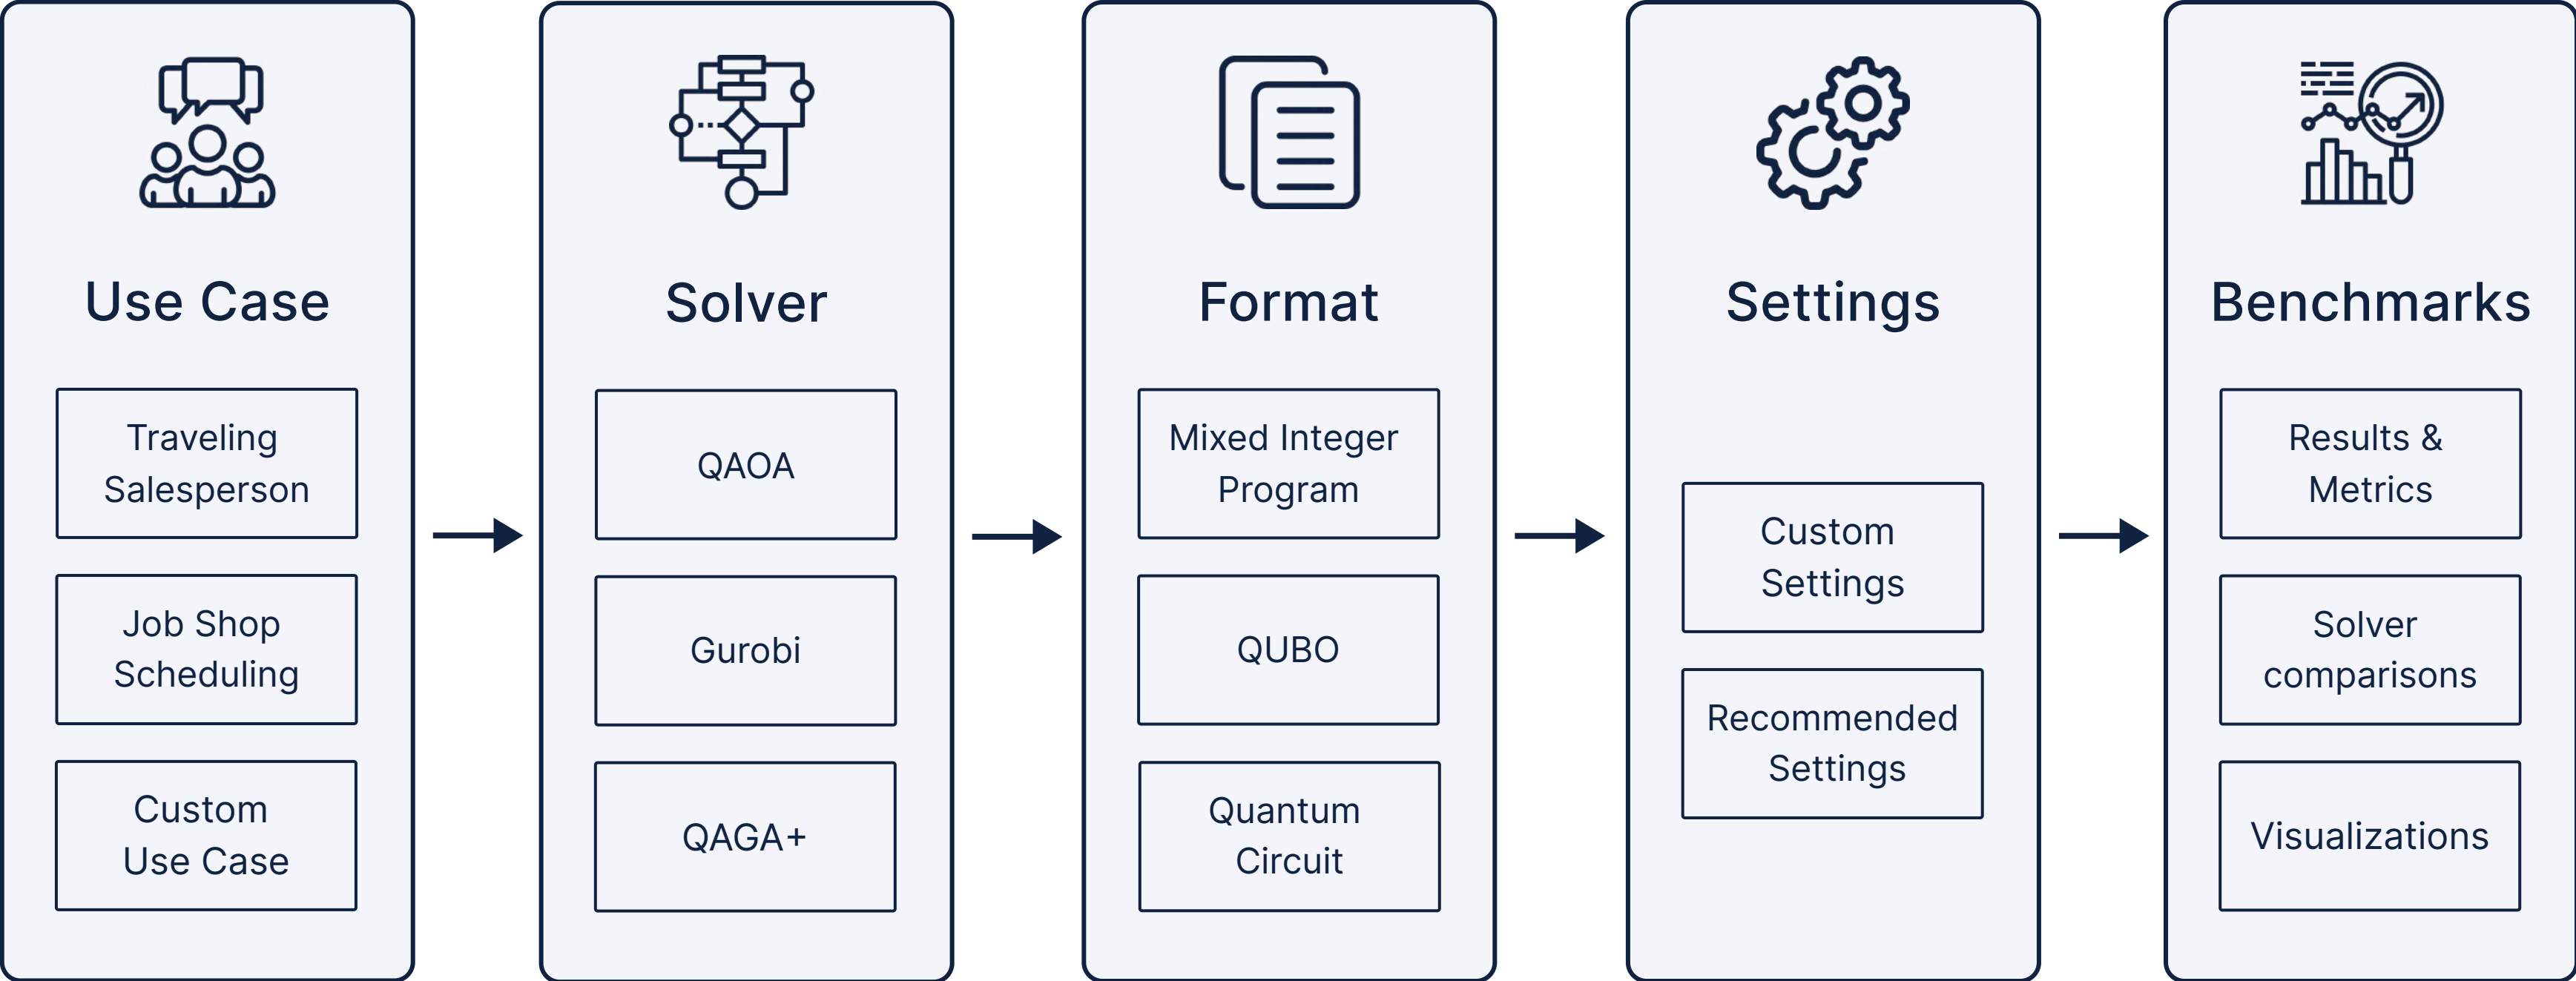 Use Case
Traveling
Salesperson
Job Shop
Scheduling
Custom
Use Case
Solver
QAOA
Gurobi
QAGA+
Format
Mixed Integer
Program
QUBO
Quantum
Circuit
Settings
Custom
Settings
Recommended
Settings
Benchmarks
Results &
Metrics
Solver
comparisons
Visualizations